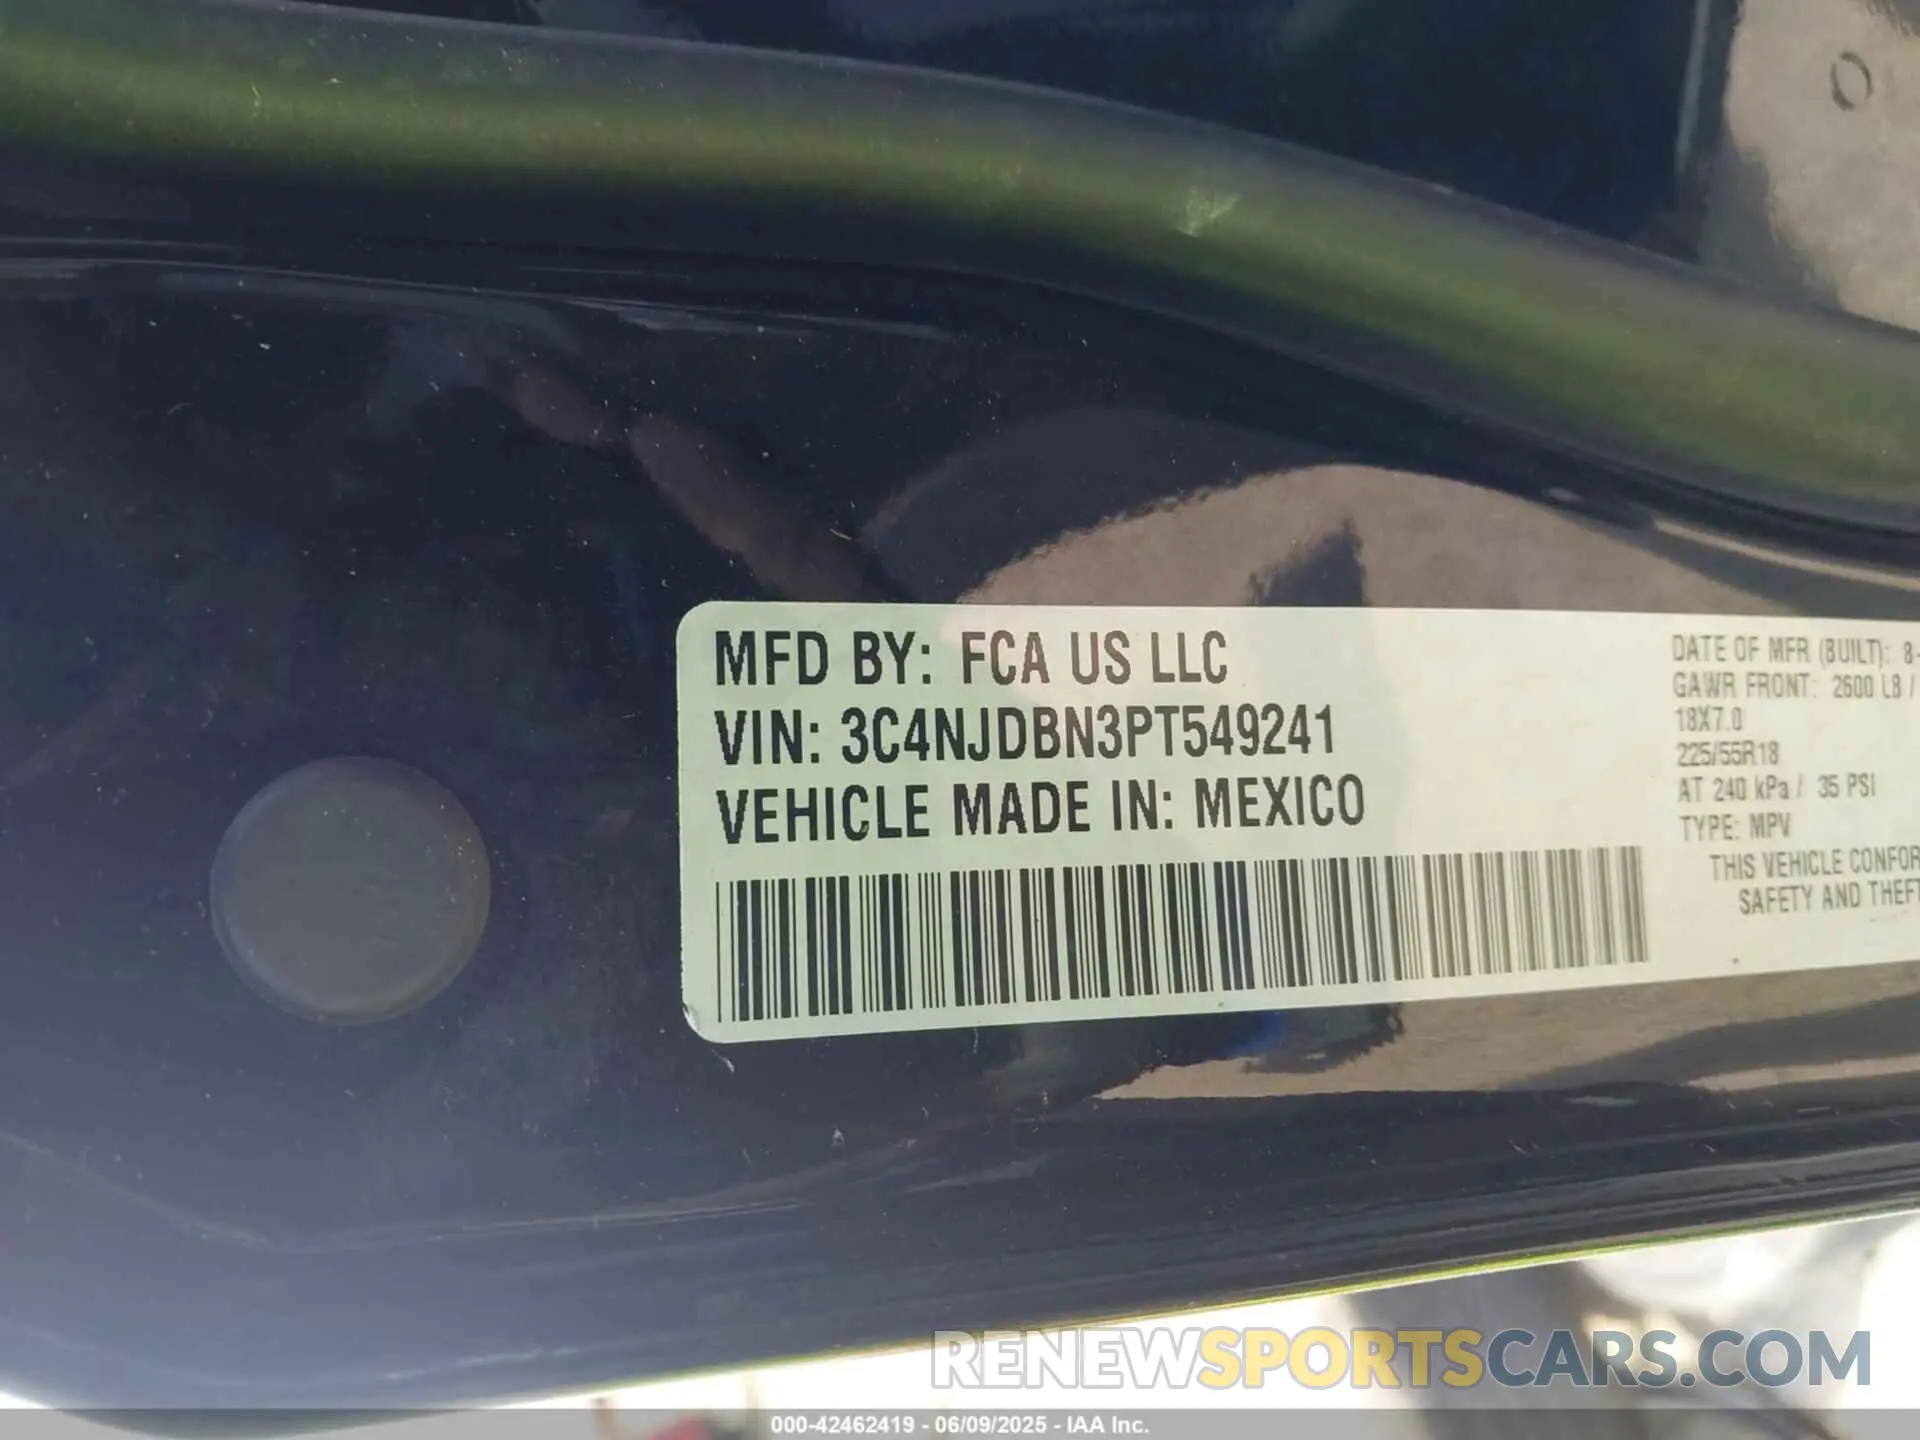 MFD BY: FCA US LLC
VIN: 3C4NJDBN3PT549241
VEHICLE MADE IN: MEXICO
DATE OF MFR (BUILT): 8-
GAWR FRONT: 2600 LB /
18X7.0
225/55R18
AT 240 kPa / 35 PSI
TYPE: MPV
THIS VEHICLE CONFOR
SAFETY AND THEFT
RENEWSPORTSCARS.COM
000-42462419 - 06/09/2025 - IAA Inc.